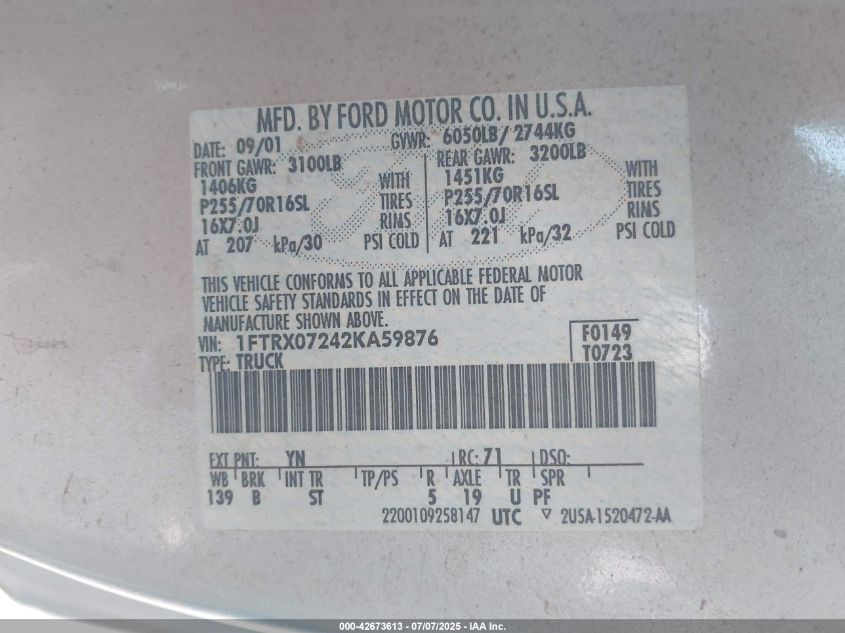 MFD. BY FORD MOTOR CO. IN U.S.A.
DATE: 09/01 GVWR: 6050LB/ 2744KG
FRONT GAWR: 3100LB REAR GAWR: 3200LB
1406KG WITH 1451KG WITH
P255/70R16SL TIRES P255/70R16SL TIRES
16X7.0J RINS 16X7.0J RINS
AT 207 kPa/30 PSI COLD AT 221 kPa/32 PSI COLD
THIS VEHICLE CONFORMS TO ALL APPLICABLE FEDERAL MOTOR
VEHICLE SAFETY STANDARDS IN EFFECT ON THE DATE OF
MANUFACTURE SHOWN ABOVE.
VIN: 1FTRX07242KA59876 F0149
TYPE: TRUCK T0723
EXT PNT: YN RC: 71 DSO:
WB BRK INT TR TP/PS R AXLE TR SPR
139 B ST 5 19 U PF
2200109258147 UTC ▽ 2U5A-1520472-AA
000-42673613 - 07/07/2025 - IAA Inc.